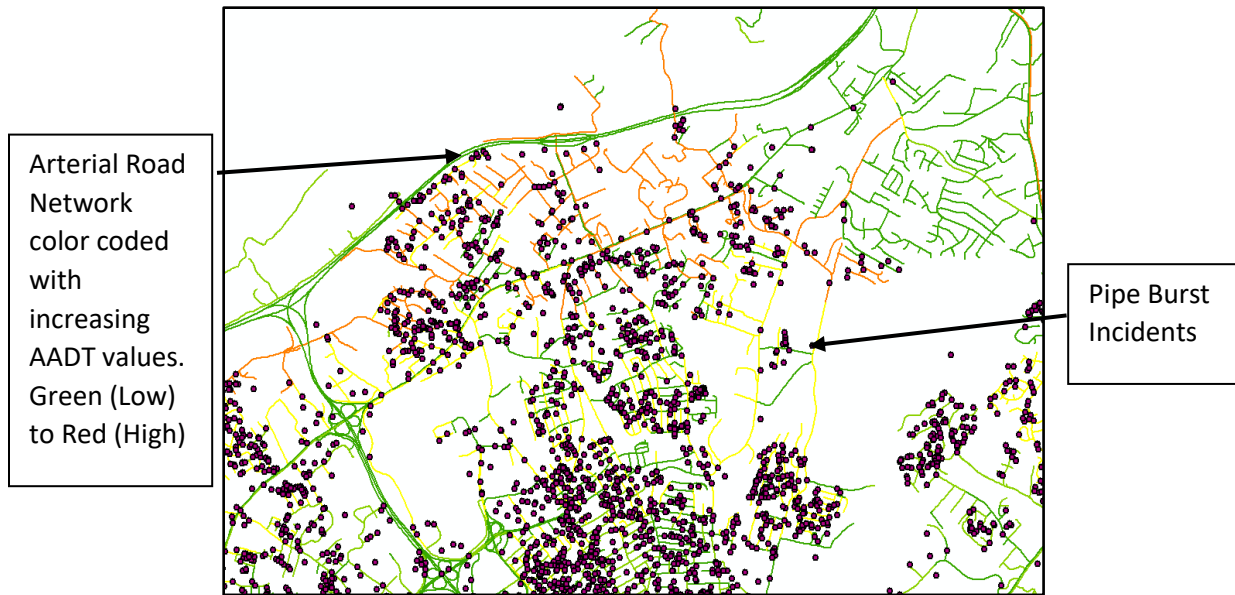 Arterial Road
Network
color coded
with
increasing
AADT values.
Green (Low)
to Red (High)
Pipe Burst
Incidents